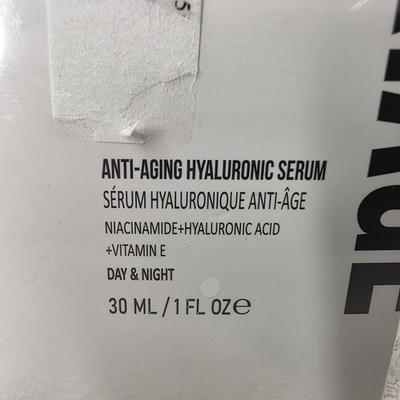 5
ANTI-AGING HYALURONIC SERUM
SÉRUM HYALURONIQUE ANTI-ÂGE
NIACINAMIDE+HYALURONIC ACID
+VITAMIN E
DAY & NIGHT
30 ML / 1 FL OZ℮